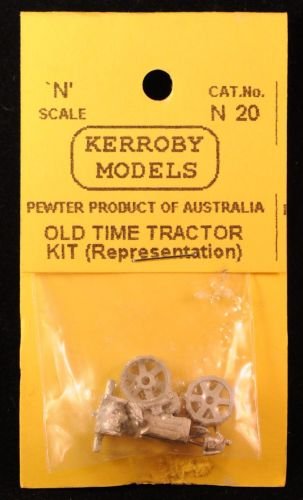 `N'
SCALE
CAT.No.
N 20
KERROBY
MODELS
PEWTER PRODUCT OF AUSTRALIA
OLD TIME TRACTOR
KIT (Representation)